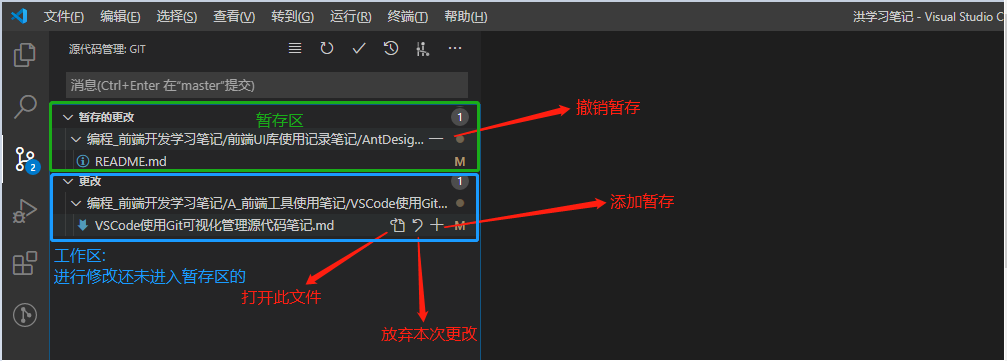 文件(F) 编辑(E) 选择(S) 查看(V) 转到(G) 运行(R) 终端(T) 帮助(H) 洪学习笔记 - Visual Studio C
源代码管理: GIT
消息(Ctrl+Enter 在"master"提交)
暂存的更改 1
暂存区
撤销暂存
编程_前端开发学习笔记/前端UI库使用记录笔记/AntDesig...
README.md M
2
更改 1
编程_前端开发学习笔记/A_前端工具使用笔记/VSCode使用Git...
添加暂存
VSCode使用Git可视化管理源代码笔记.md M
工作区:
进行修改还未进入暂存区的
打开此文件
放弃本次更改